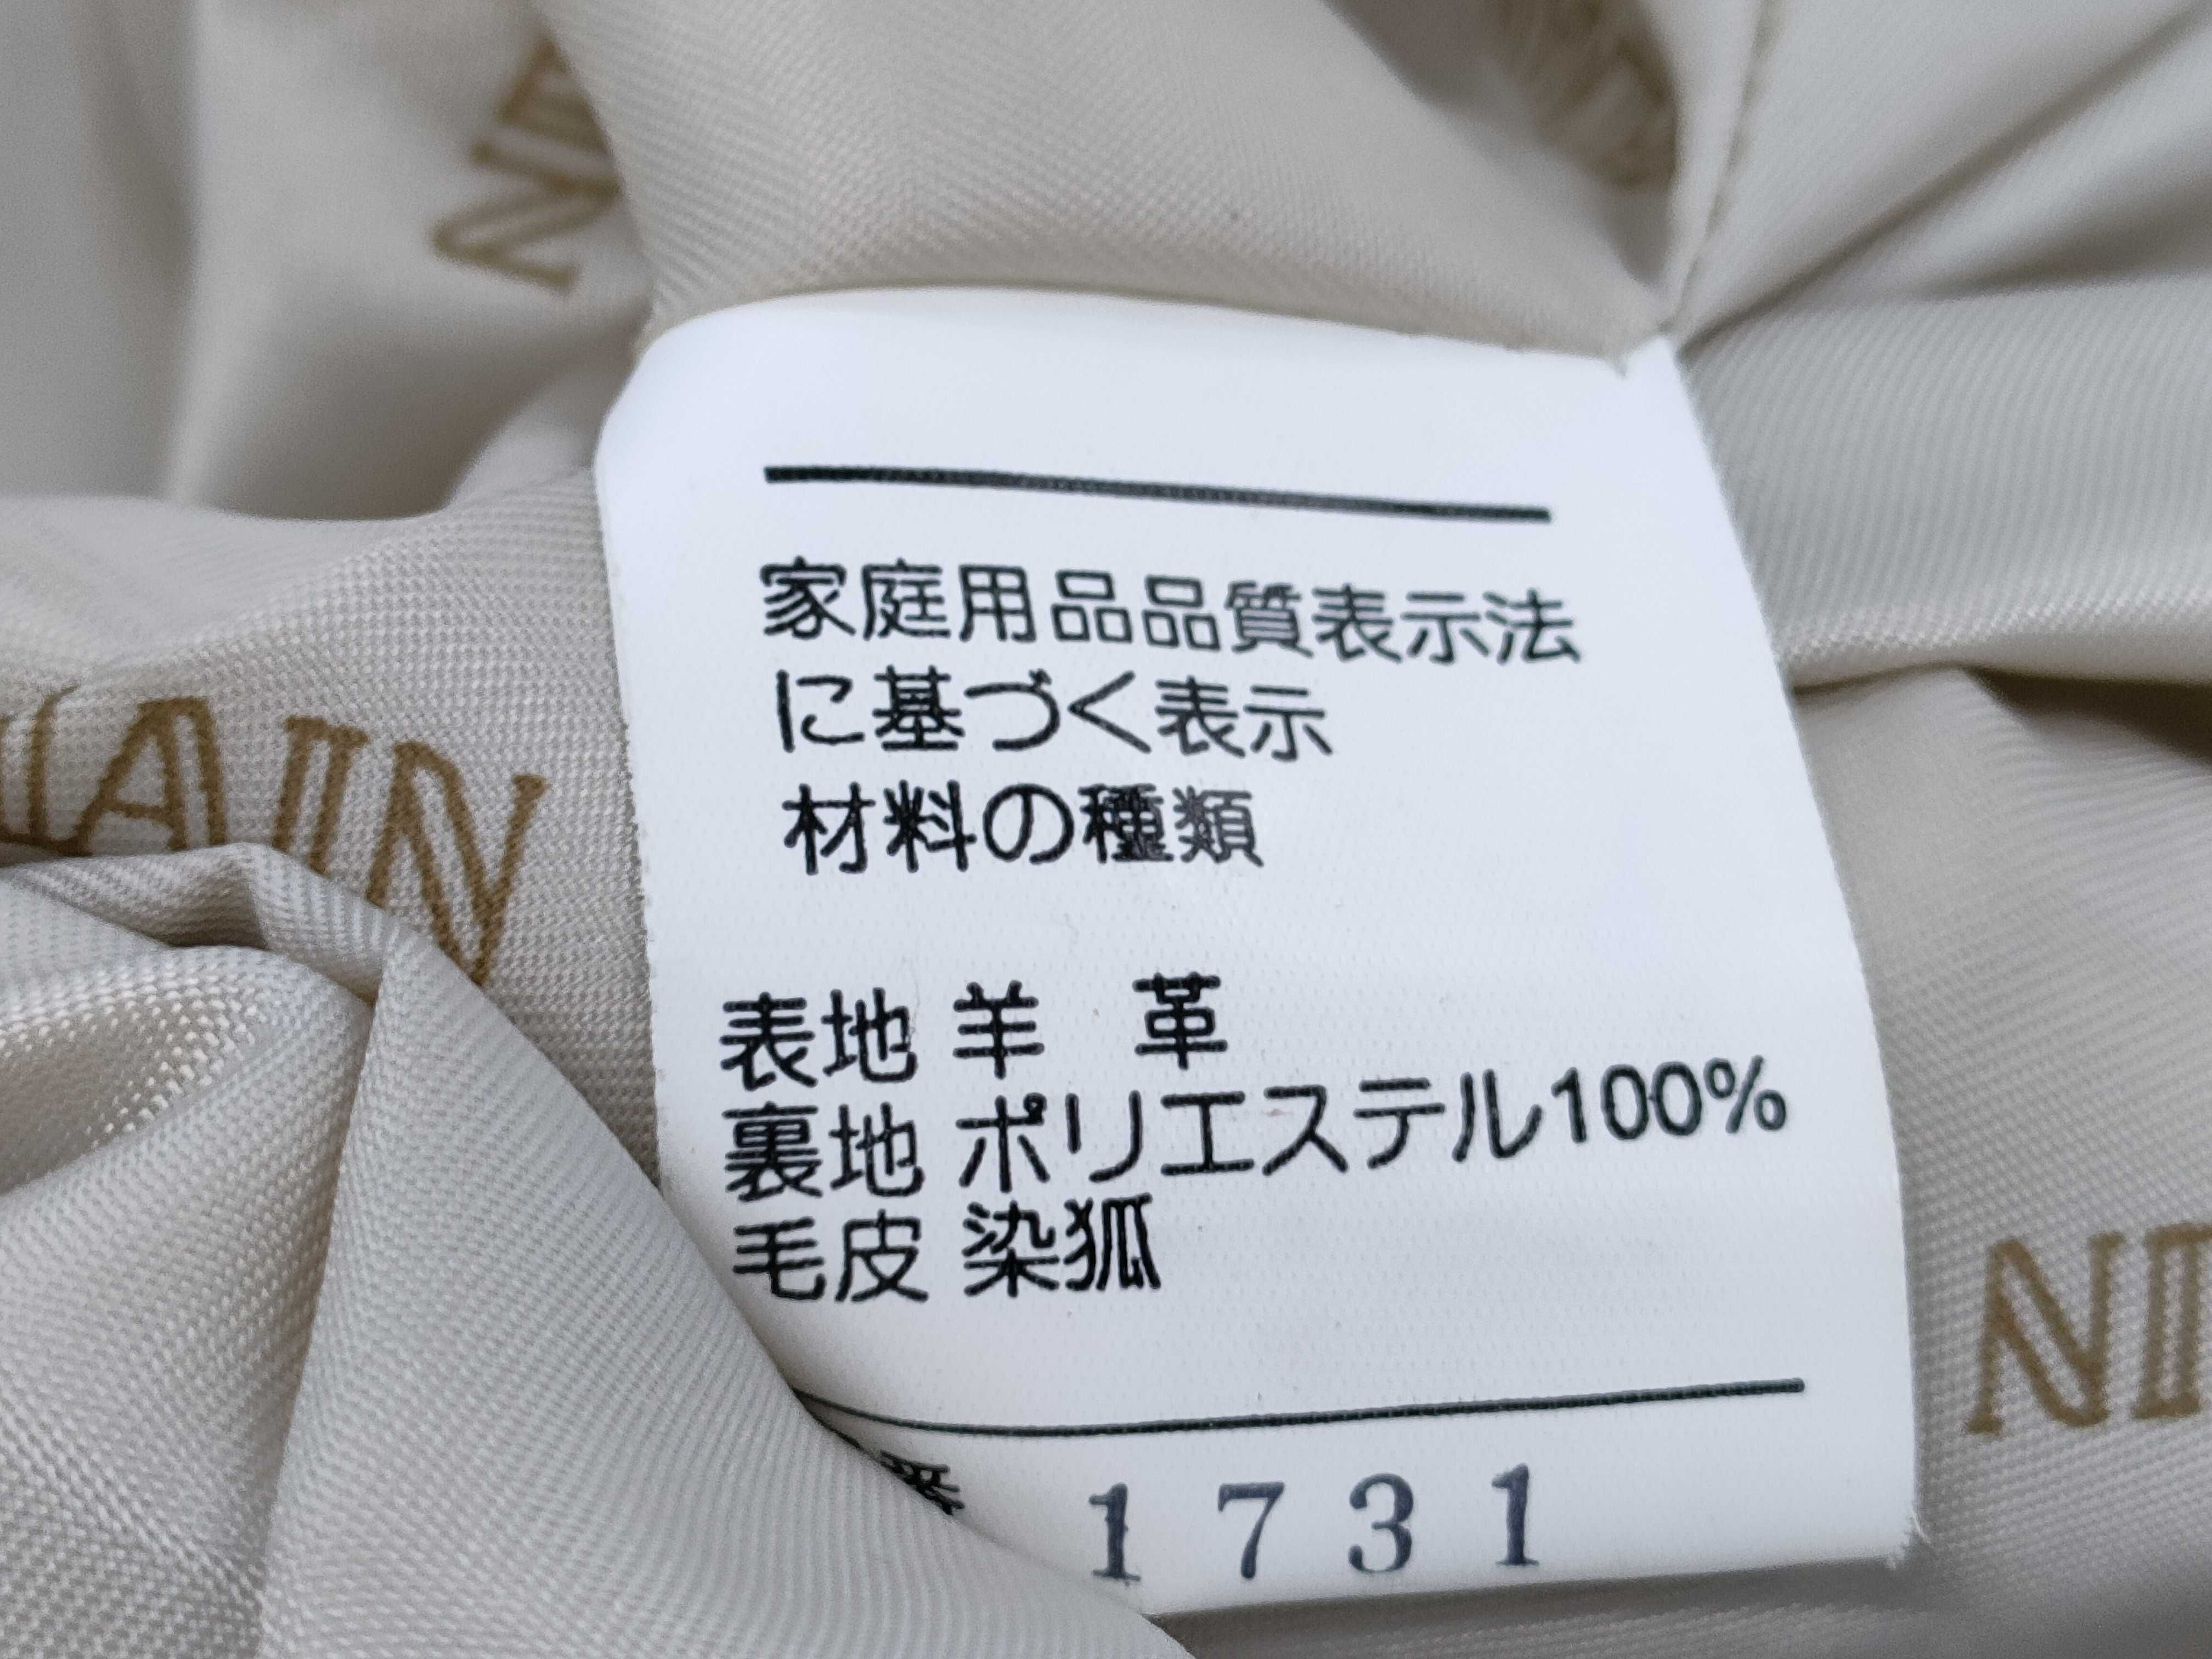 家庭用品品質表示法
に基づく表示
材料の種類
表地 羊 革
裏地 ポリエステル100%
毛皮 染狐
番 1731